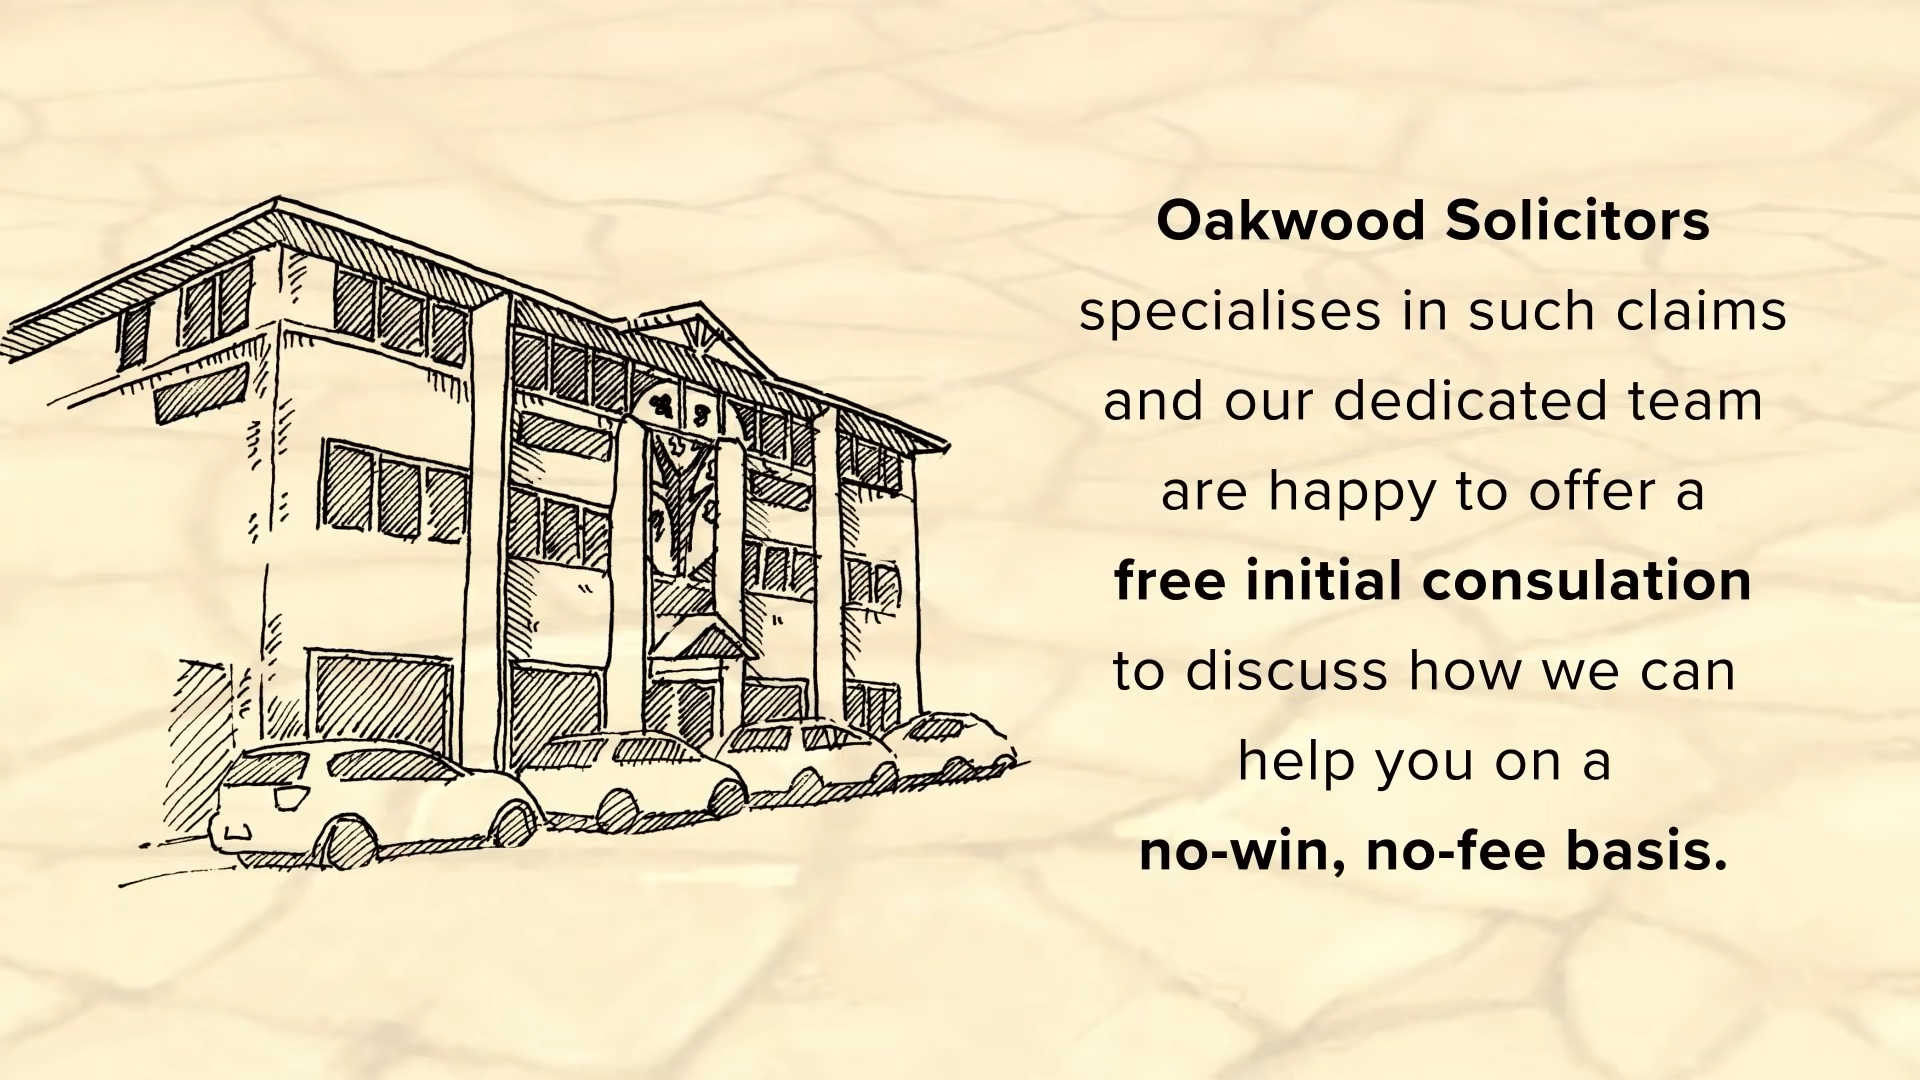 Oakwood Solicitors
specialises in such claims
and our dedicated team
are happy to offer a
free initial consulation
to discuss how we can
help you on a
no-win, no-fee basis.